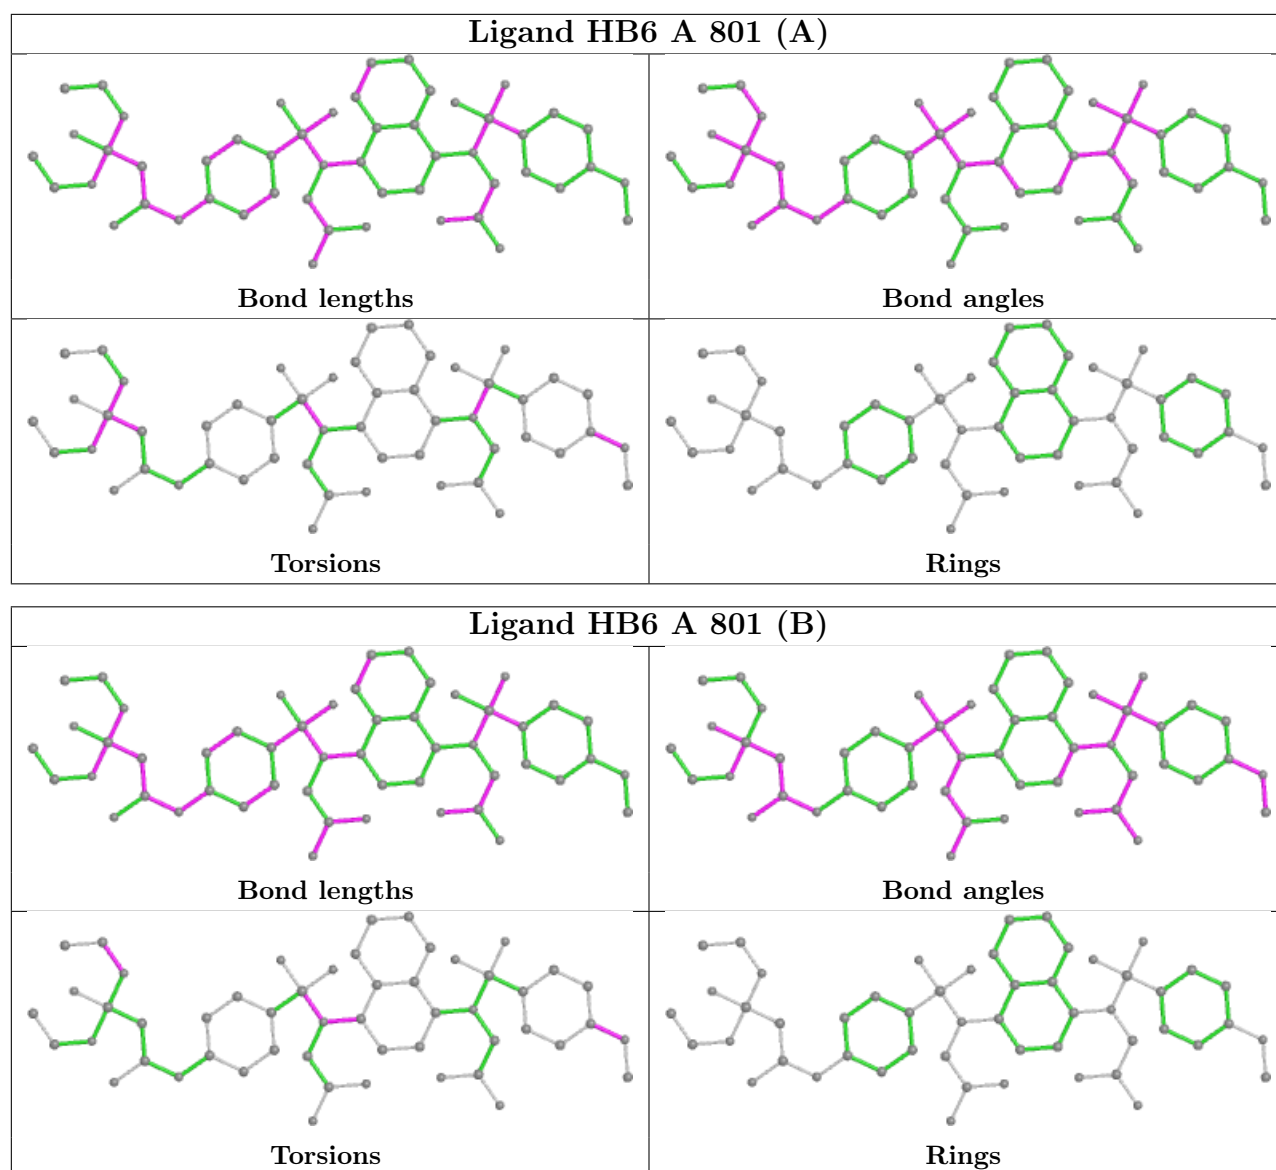 Ligand HB6 A 801 (A)
Bond lengths
Bond angles
Torsions
Rings
Ligand HB6 A 801 (B)
Bond lengths
Bond angles
Torsions
Rings